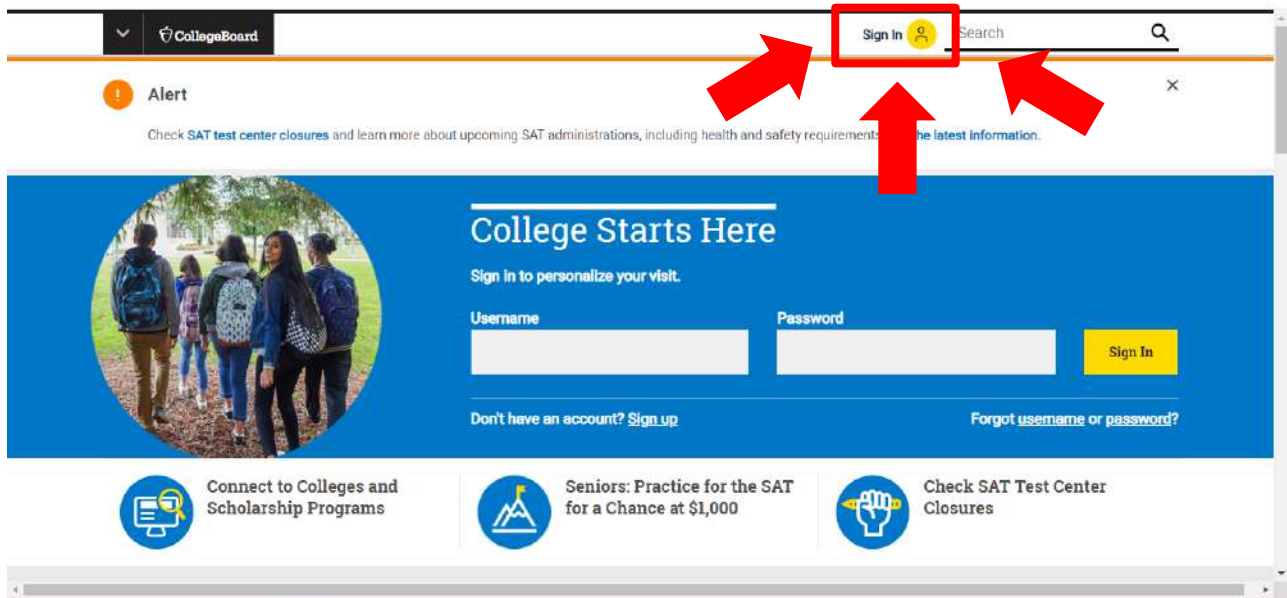 CollegeBoard
Sign In
Search
!
Alert
Check SAT test center closures and learn more about upcoming SAT administrations, including health and safety requirements he latest information.
College Starts Here
Sign in to personalize your visit.
Username
Password
Sign In
Don't have an account? Sign up
Forgot username or password?
Connect to Colleges and
Scholarship Programs
Seniors: Practice for the SAT
for a Chance at $1,000
Check SAT Test Center
Closures